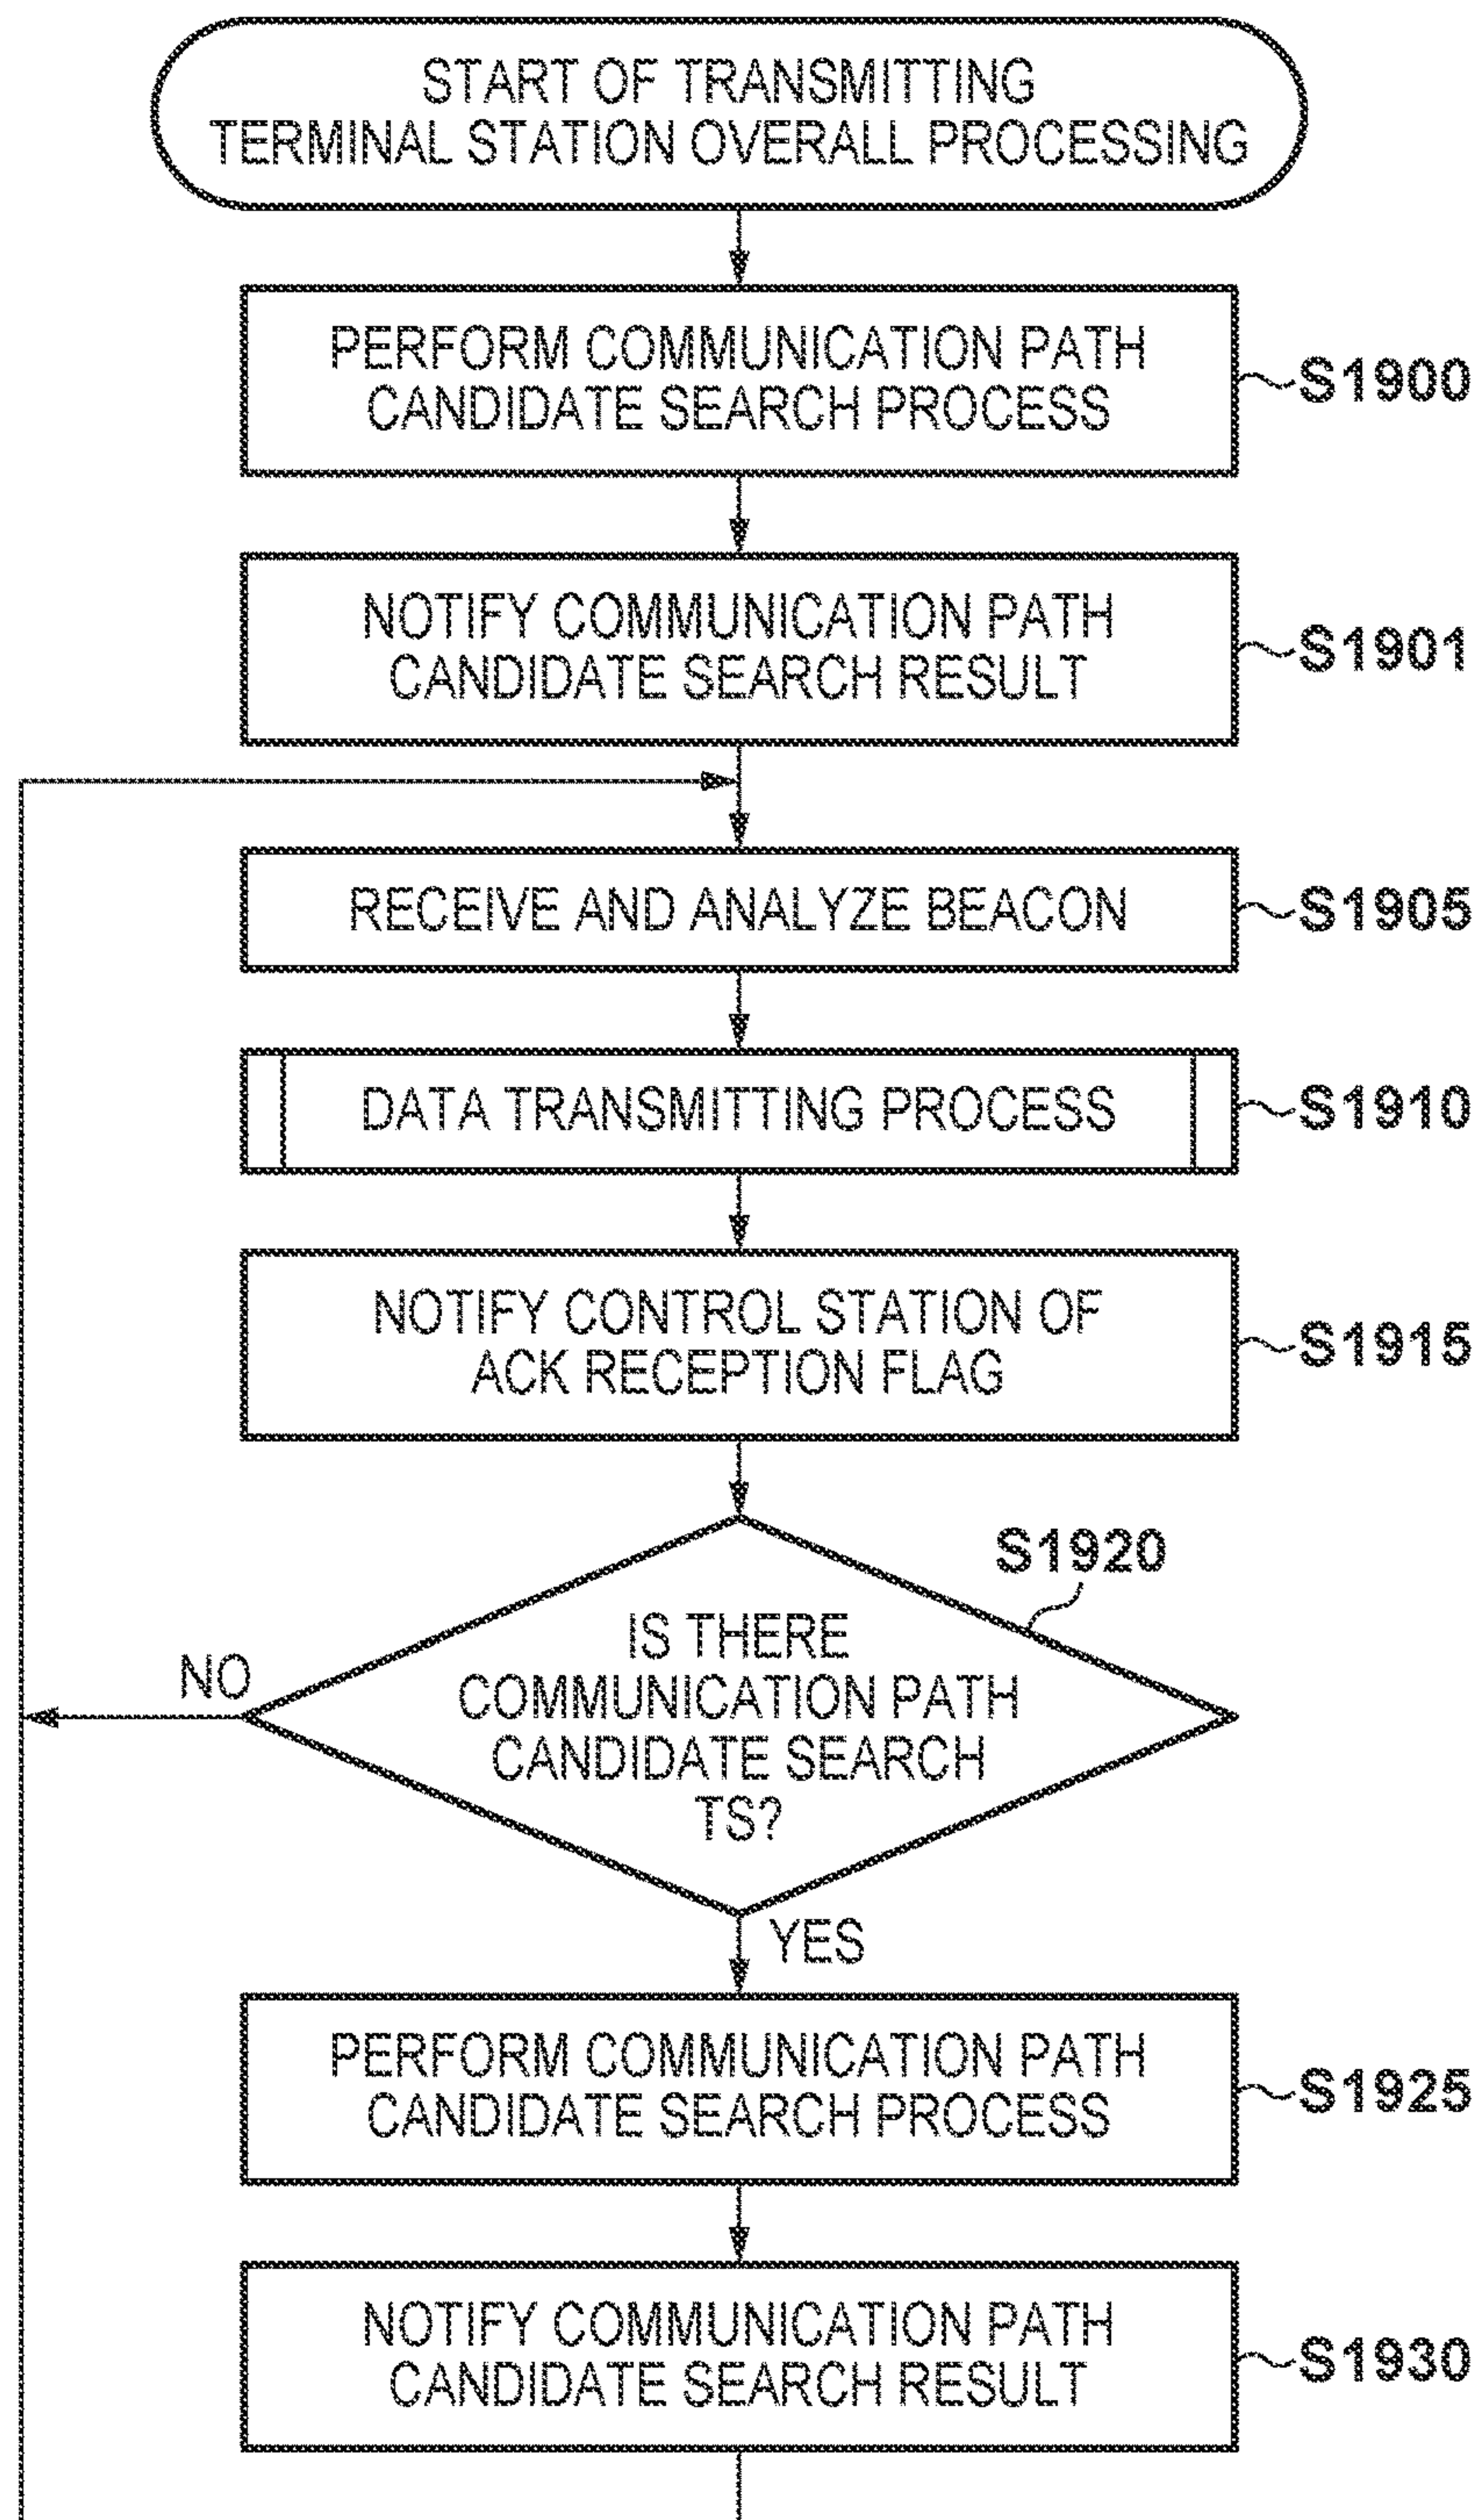 START OF TRANSMITTING
TERMINAL STATION OVERALL PROCESSING
PERFORM COMMUNICATION PATH
CANDIDATE SEARCH PROCESS
S1900
NOTIFY COMMUNICATION PATH
CANDIDATE SEARCH RESULT
S1901
RECEIVE AND ANALYZE BEACON
S1905
DATA TRANSMITTING PROCESS
S1910
NOTIFY CONTROL STATION OF
ACK RECEPTION FLAG
S1915
S1920
IS THERE
COMMUNICATION PATH
CANDIDATE SEARCH
TS?
NO
YES
PERFORM COMMUNICATION PATH
CANDIDATE SEARCH PROCESS
S1925
NOTIFY COMMUNICATION PATH
CANDIDATE SEARCH RESULT
S1930